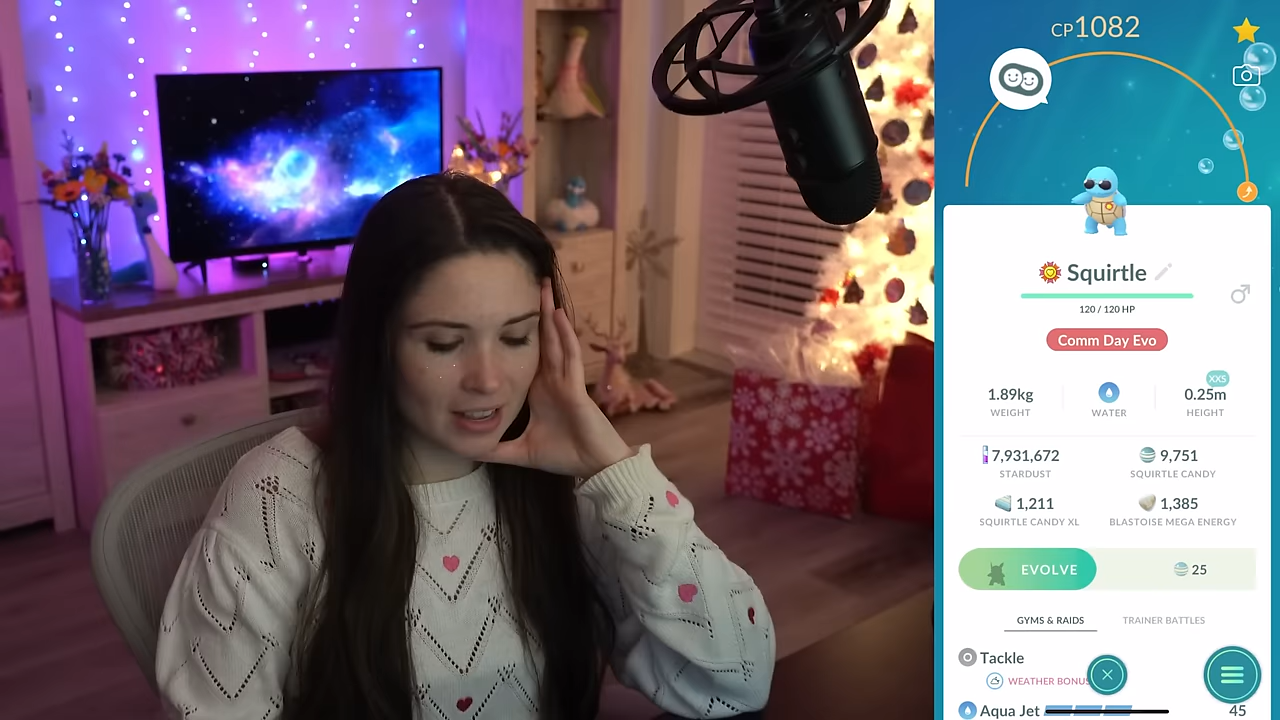 CP1082
Squirtle
120 / 120 HP
Comm Day Evo
XXS
1.89kg
0.25m
WEIGHT
WATER
HEIGHT
7,931,672
9,751
STARDUST
SQUIRTLE CANDY
1,211
1,385
SQUIRTLE CANDY XL
BLASTOISE MEGA ENERGY
EVOLVE
25
GYMS & RAIDS
TRAINER BATTLES
Tackle
WEATHER BONUS
Aqua Jet
45